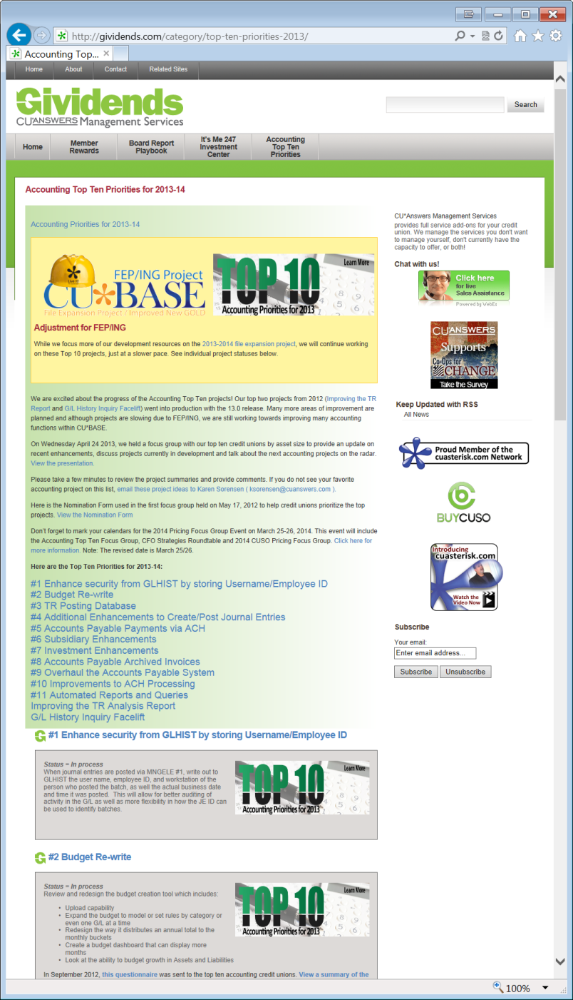 http://gividends.com/category/top-ten-priorities-2013/
Accounting Top...
Home About Contact Related Sites
Gividends
CU*ANSWERS Management Services
Search
Home
Member Rewards
Board Report Playbook
It's Me 247 Investment Center
Accounting Top Ten Priorities
Accounting Top Ten Priorities for 2013-14
Accounting Priorities for 2013-14
Live It!
FEP/ING Project
CU*BASE
File Expansion Project / Improved New GOLD
Learn More
TOP 10
Accounting Priorities for 2013
Adjustment for FEP/ING
While we focus more of our development resources on the 2013-2014 file expansion project, we will continue working
on these Top 10 projects, just at a slower pace. See individual project statuses below.
We are excited about the progress of the Accounting Top Ten projects! Our top two projects from 2012 (Improving the TR
Report and G/L History Inquiry Facelift) went into production with the 13.0 release. Many more areas of improvement are
planned and although projects are slowing due to FEP/ING, we are still working towards improving many accounting
functions within CU*BASE.
On Wednesday April 24 2013, we held a focus group with our top ten credit unions by asset size to provide an update on
recent enhancements, discuss projects currently in development and talk about the next accounting projects on the radar.
View the presentation.
Please take a few minutes to review the project summaries and provide comments. If you do not see your favorite
accounting project on this list, email these project ideas to Karen Sorensen ( ksorensen@cuanswers.com ).
Here is the Nomination Form used in the first focus group held on May 17, 2012 to help credit unions prioritize the top
projects. View the Nomination Form
Don't forget to mark your calendars for the 2014 Pricing Focus Group Event on March 25-26, 2014. This event will include
the Accounting Top Ten Focus Group, CFO Strategies Roundtable and 2014 CUSO Pricing Focus Group. Click here for
more information. Note: The revised date is March 25/26.
Here are the Top Ten Priorities for 2013-14:
#1 Enhance security from GLHIST by storing Username/Employee ID
#2 Budget Re-write
#3 TR Posting Database
#4 Additional Enhancements to Create/Post Journal Entries
#5 Accounts Payable Payments via ACH
#6 Subsidiary Enhancements
#7 Investment Enhancements
#8 Accounts Payable Archived Invoices
#9 Overhaul the Accounts Payable System
#10 Improvements to ACH Processing
#11 Automated Reports and Queries
Improving the TR Analysis Report
G/L History Inquiry Facelift
#1 Enhance security from GLHIST by storing Username/Employee ID
Status = In process
When journal entries are posted via MNGELE #1, write out to
GLHIST the user name, employee ID, and workstation of the
person who posted the batch, as well the actual business date
and time it was posted. This will allow for better auditing of
activity in the G/L as well as more flexibility in how the JE ID can
be used to identify batches.
Learn More
TOP 10
Accounting Priorities for 2013
#2 Budget Re-write
Status = In process
Review and redesign the budget creation tool which includes:
• Upload capability
• Expand the budget to model or set rules by category or
even one G/L at a time
• Redesign the way it distributes an annual total to the
monthly buckets
• Create a budget dashboard that can display more
months
• Look at the ability to budget growth in Assets and Liabilities
Learn More
TOP 10
Accounting Priorities for 2013
In September 2012, this questionnaire was sent to the top ten accounting credit unions. View a summary of the
CU*Answers Management Services
provides full service add-ons for your credit
union. We manage the services you don't want
to manage yourself, don't currently have the
capacity to offer, or both!
Chat with us!
Click here
for live
Sales Assistance
Powered by WebEx
CU*ANSWERS
Supports
Co-Ops for
CHANGE
Take the Survey
Keep Updated with RSS
All News
Proud Member of the
cuasterisk.com Network
BUYCUSO
Introducing
cuasterisk.com
Watch the
Video Now
Subscribe
Your email:
Enter email address...
Subscribe Unsubscribe
100%